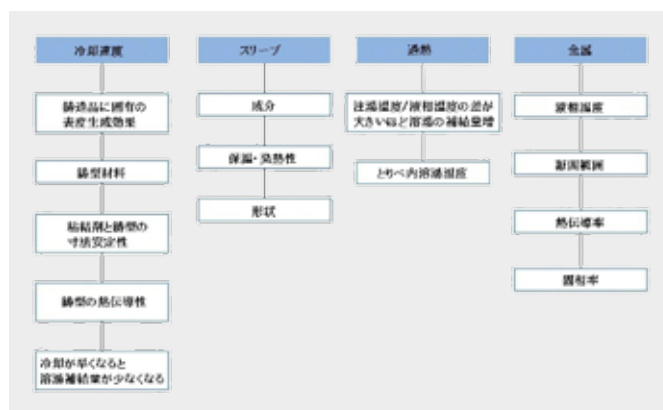 冷却速度
鋳造品に固有の
表皮生成効果
鋳型材料
粘結剤と鋳型の
寸法安定性
鋳型の熱伝導性
冷却が早くなると
溶湯補給量が少なくなる
スリーブ
成分
保温・発熱性
形状
過熱
注湯温度/液相温度の差が
大きいほど溶湯の補給量増
とりべ内溶湯温度
金属
液相温度
凝固範囲
熱伝導率
固相率